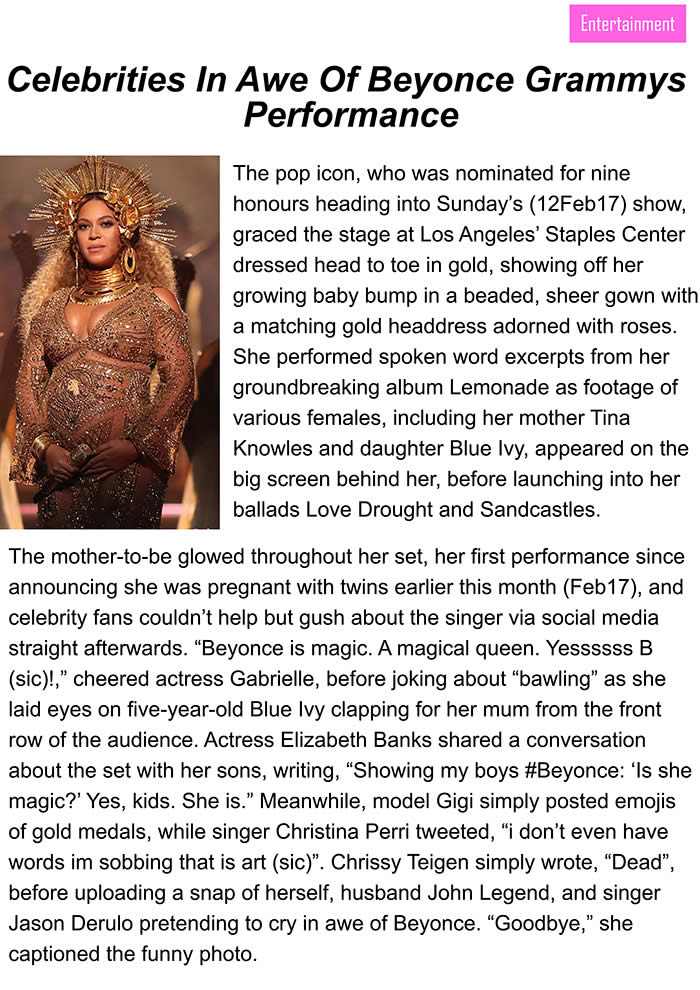 Entertainment
Celebrities In Awe Of Beyonce Grammys
Performance
The pop icon, who was nominated for nine
honours heading into Sunday’s (12Feb17) show,
graced the stage at Los Angeles’ Staples Center
dressed head to toe in gold, showing off her
growing baby bump in a beaded, sheer gown with
a matching gold headdress adorned with roses.
She performed spoken word excerpts from her
groundbreaking album Lemonade as footage of
various females, including her mother Tina
Knowles and daughter Blue Ivy, appeared on the
big screen behind her, before launching into her
ballads Love Drought and Sandcastles.
The mother-to-be glowed throughout her set, her first performance since
announcing she was pregnant with twins earlier this month (Feb17), and
celebrity fans couldn’t help but gush about the singer via social media
straight afterwards. “Beyonce is magic. A magical queen. Yessssss B
(sic)!,” cheered actress Gabrielle, before joking about “bawling” as she
laid eyes on five-year-old Blue Ivy clapping for her mum from the front
row of the audience. Actress Elizabeth Banks shared a conversation
about the set with her sons, writing, “Showing my boys #Beyonce: ‘Is she
magic?’ Yes, kids. She is.” Meanwhile, model Gigi simply posted emojis
of gold medals, while singer Christina Perri tweeted, “i don’t even have
words im sobbing that is art (sic)”. Chrissy Teigen simply wrote, “Dead”,
before uploading a snap of herself, husband John Legend, and singer
Jason Derulo pretending to cry in awe of Beyonce. “Goodbye,” she
captioned the funny photo.